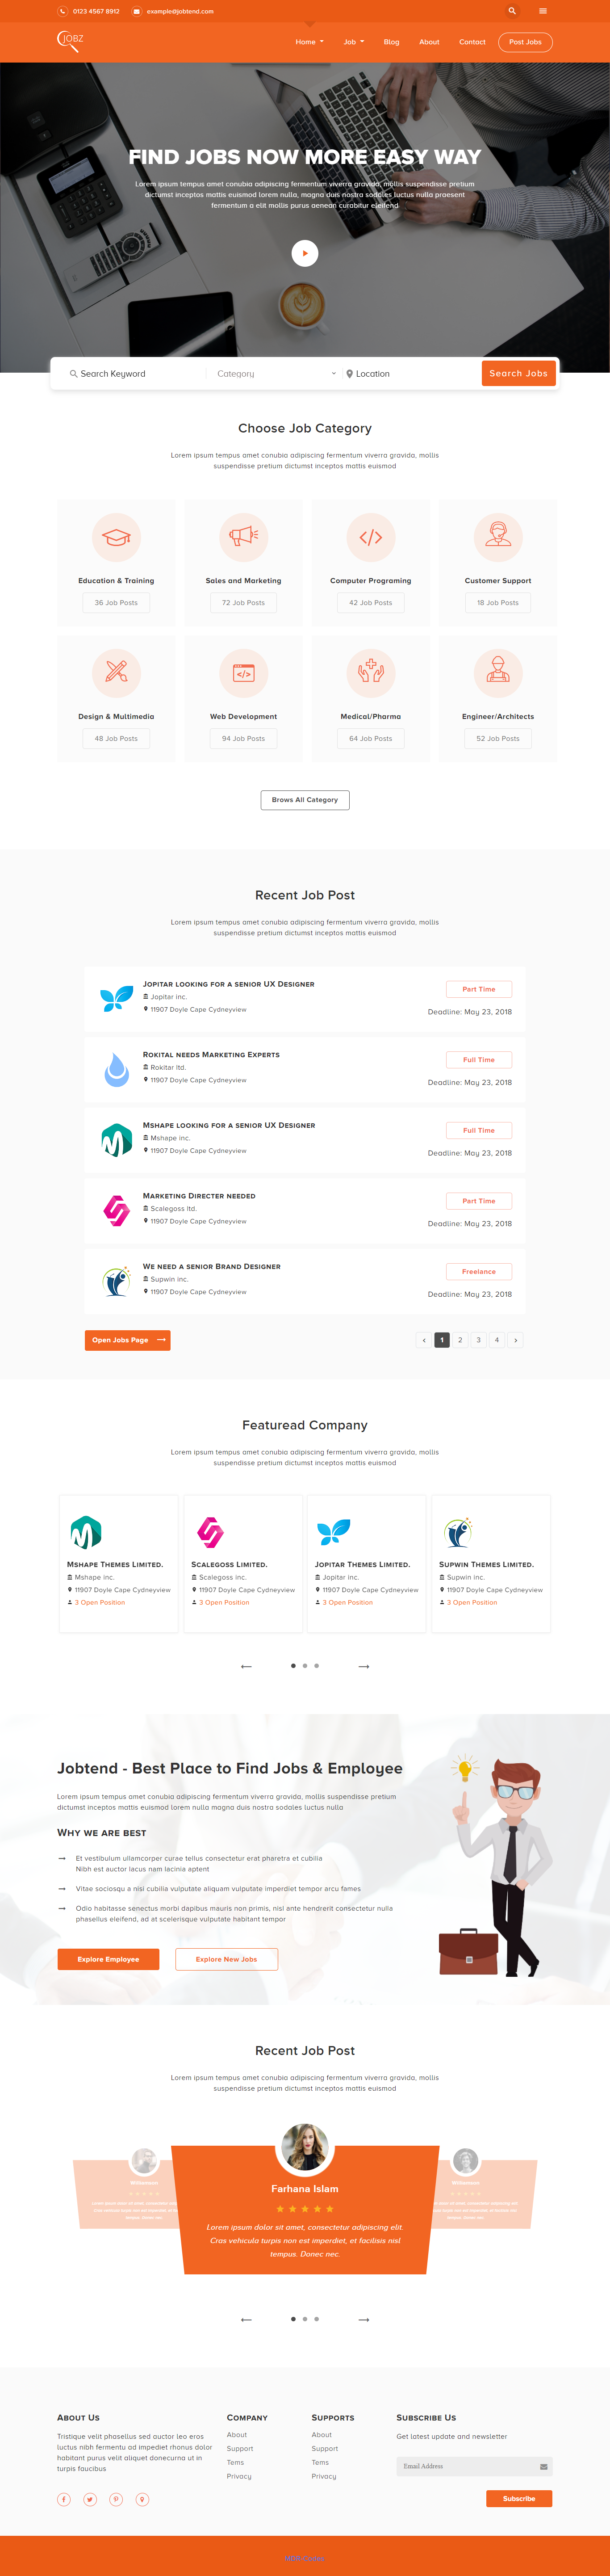 0123 4567 8912 example@jobtend.com
JOBZ
Home Job Blog About Contact Post Jobs
FIND JOBS NOW MORE EASY WAY
Lorem ipsum tempus amet conubia adipiscing fermentum viverra gravida, mollis suspendisse pretium
dictumst inceptos mattis euismod lorem nulla, magna duis nostra sodales luctus nulla praesent
fermentum a elit mollis purus aenean curabitur eleifend
Search Keyword Category Location Search Jobs
Choose Job Category
Lorem ipsum tempus amet conubia adipiscing fermentum viverra gravida, mollis
suspendisse pretium dictumst inceptos mattis euismod
Education & Training Sales and Marketing Computer Programing Customer Support
36 Job Posts 72 Job Posts 42 Job Posts 18 Job Posts
Design & Multimedia Web Development Medical/Pharma Engineer/Architects
48 Job Posts 94 Job Posts 64 Job Posts 52 Job Posts
Brows All Category
Recent Job Post
Lorem ipsum tempus amet conubia adipiscing fermentum viverra gravida, mollis
suspendisse pretium dictumst inceptos mattis euismod
Jopitar looking for a senior UX Designer
Jopitar inc.
11907 Doyle Cape Cydneyview
Part Time
Deadline: May 23, 2018
Rokital needs Marketing Experts
Rokitar ltd.
11907 Doyle Cape Cydneyview
Full Time
Deadline: May 23, 2018
Mshape looking for a senior UX Designer
Mshape inc.
11907 Doyle Cape Cydneyview
Full Time
Deadline: May 23, 2018
Marketing Directer needed
Scalegoss ltd.
11907 Doyle Cape Cydneyview
Part Time
Deadline: May 23, 2018
We need a senior Brand Designer
Supwin inc.
11907 Doyle Cape Cydneyview
Freelance
Deadline: May 23, 2018
Open Jobs Page
1 2 3 4
Featuread Company
Lorem ipsum tempus amet conubia adipiscing fermentum viverra gravida, mollis
suspendisse pretium dictumst inceptos mattis euismod
Mshape Themes Limited.
Mshape inc.
11907 Doyle Cape Cydneyview
3 Open Position
Scalegoss Limited.
Scalegoss inc.
11907 Doyle Cape Cydneyview
3 Open Position
Jopitar Themes Limited.
Jopitar inc.
11907 Doyle Cape Cydneyview
3 Open Position
Supwin Themes Limited.
Supwin inc.
11907 Doyle Cape Cydneyview
3 Open Position
Jobtend - Best Place to Find Jobs & Employee
Lorem ipsum tempus amet conubia adipiscing fermentum viverra gravida, mollis suspendisse pretium
dictumst inceptos mattis euismod lorem nulla magna duis nostra sodales luctus nulla
Why we are best
Et vestibulum ullamcorper curae tellus consectetur erat pharetra et cubilia
Nibh est auctor lacus nam lacinia aptent
Vitae sociosqu a nisi cubilia vulputate aliquam vulputate imperdiet tempor arcu fames
Odio habitasse senectus morbi dapibus mauris non primis, nisl ante hendrerit consectetur nulla
phasellus eleifend, ad at scelerisque vulputate habitant tempor
Explore Employee Explore New Jobs
Recent Job Post
Lorem ipsum tempus amet conubia adipiscing fermentum viverra gravida, mollis
suspendisse pretium dictumst inceptos mattis euismod
Farhana Islam
Lorem ipsum dolor sit amet, consectetur adipiscing elit.
Cras vehicula turpis non est imperdiet, et facilisis nisl
tempus. Donec nec.
About Us
Tristique velit phasellus sed auctor leo eros
luctus nibh fermentu ad impediet rhonus dolor
habitant purus velit aliquet donecurna ut in
turpis faucibus
Company
About
Support
Tems
Privacy
Supports
About
Support
Tems
Privacy
Subscribe Us
Get latest update and newsletter
Email Address
Subscribe